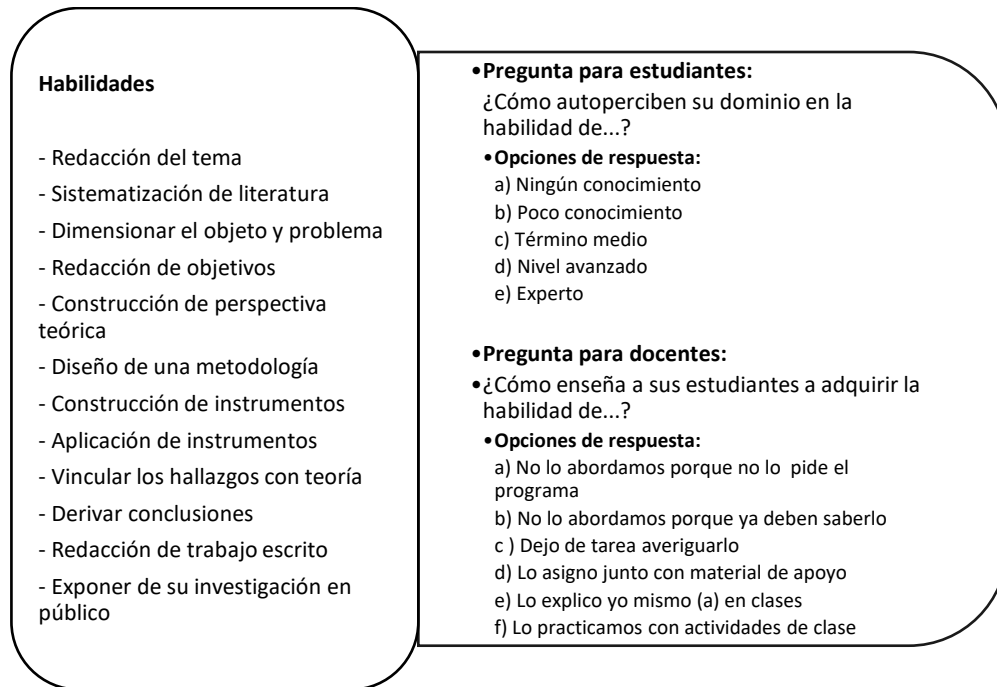 Habilidades
- Redacción del tema
- Sistematización de literatura
- Dimensionar el objeto y problema
- Redacción de objetivos
- Construcción de perspectiva
teórica
- Diseño de una metodología
- Construcción de instrumentos
- Aplicación de instrumentos
- Vincular los hallazgos con teoría
- Derivar conclusiones
- Redacción de trabajo escrito
- Exponer de su investigación en
público
•Pregunta para estudiantes:
¿Cómo autoperciben su dominio en la
habilidad de...?
•Opciones de respuesta:
a) Ningún conocimiento
b) Poco conocimiento
c) Término medio
d) Nivel avanzado
e) Experto
•Pregunta para docentes:
•¿Cómo enseña a sus estudiantes a adquirir la
habilidad de...?
•Opciones de respuesta:
a) No lo abordamos porque no lo pide el
programa
b) No lo abordamos porque ya deben saberlo
c ) Dejo de tarea averiguarlo
d) Lo asigno junto con material de apoyo
e) Lo explico yo mismo (a) en clases
f) Lo practicamos con actividades de clase